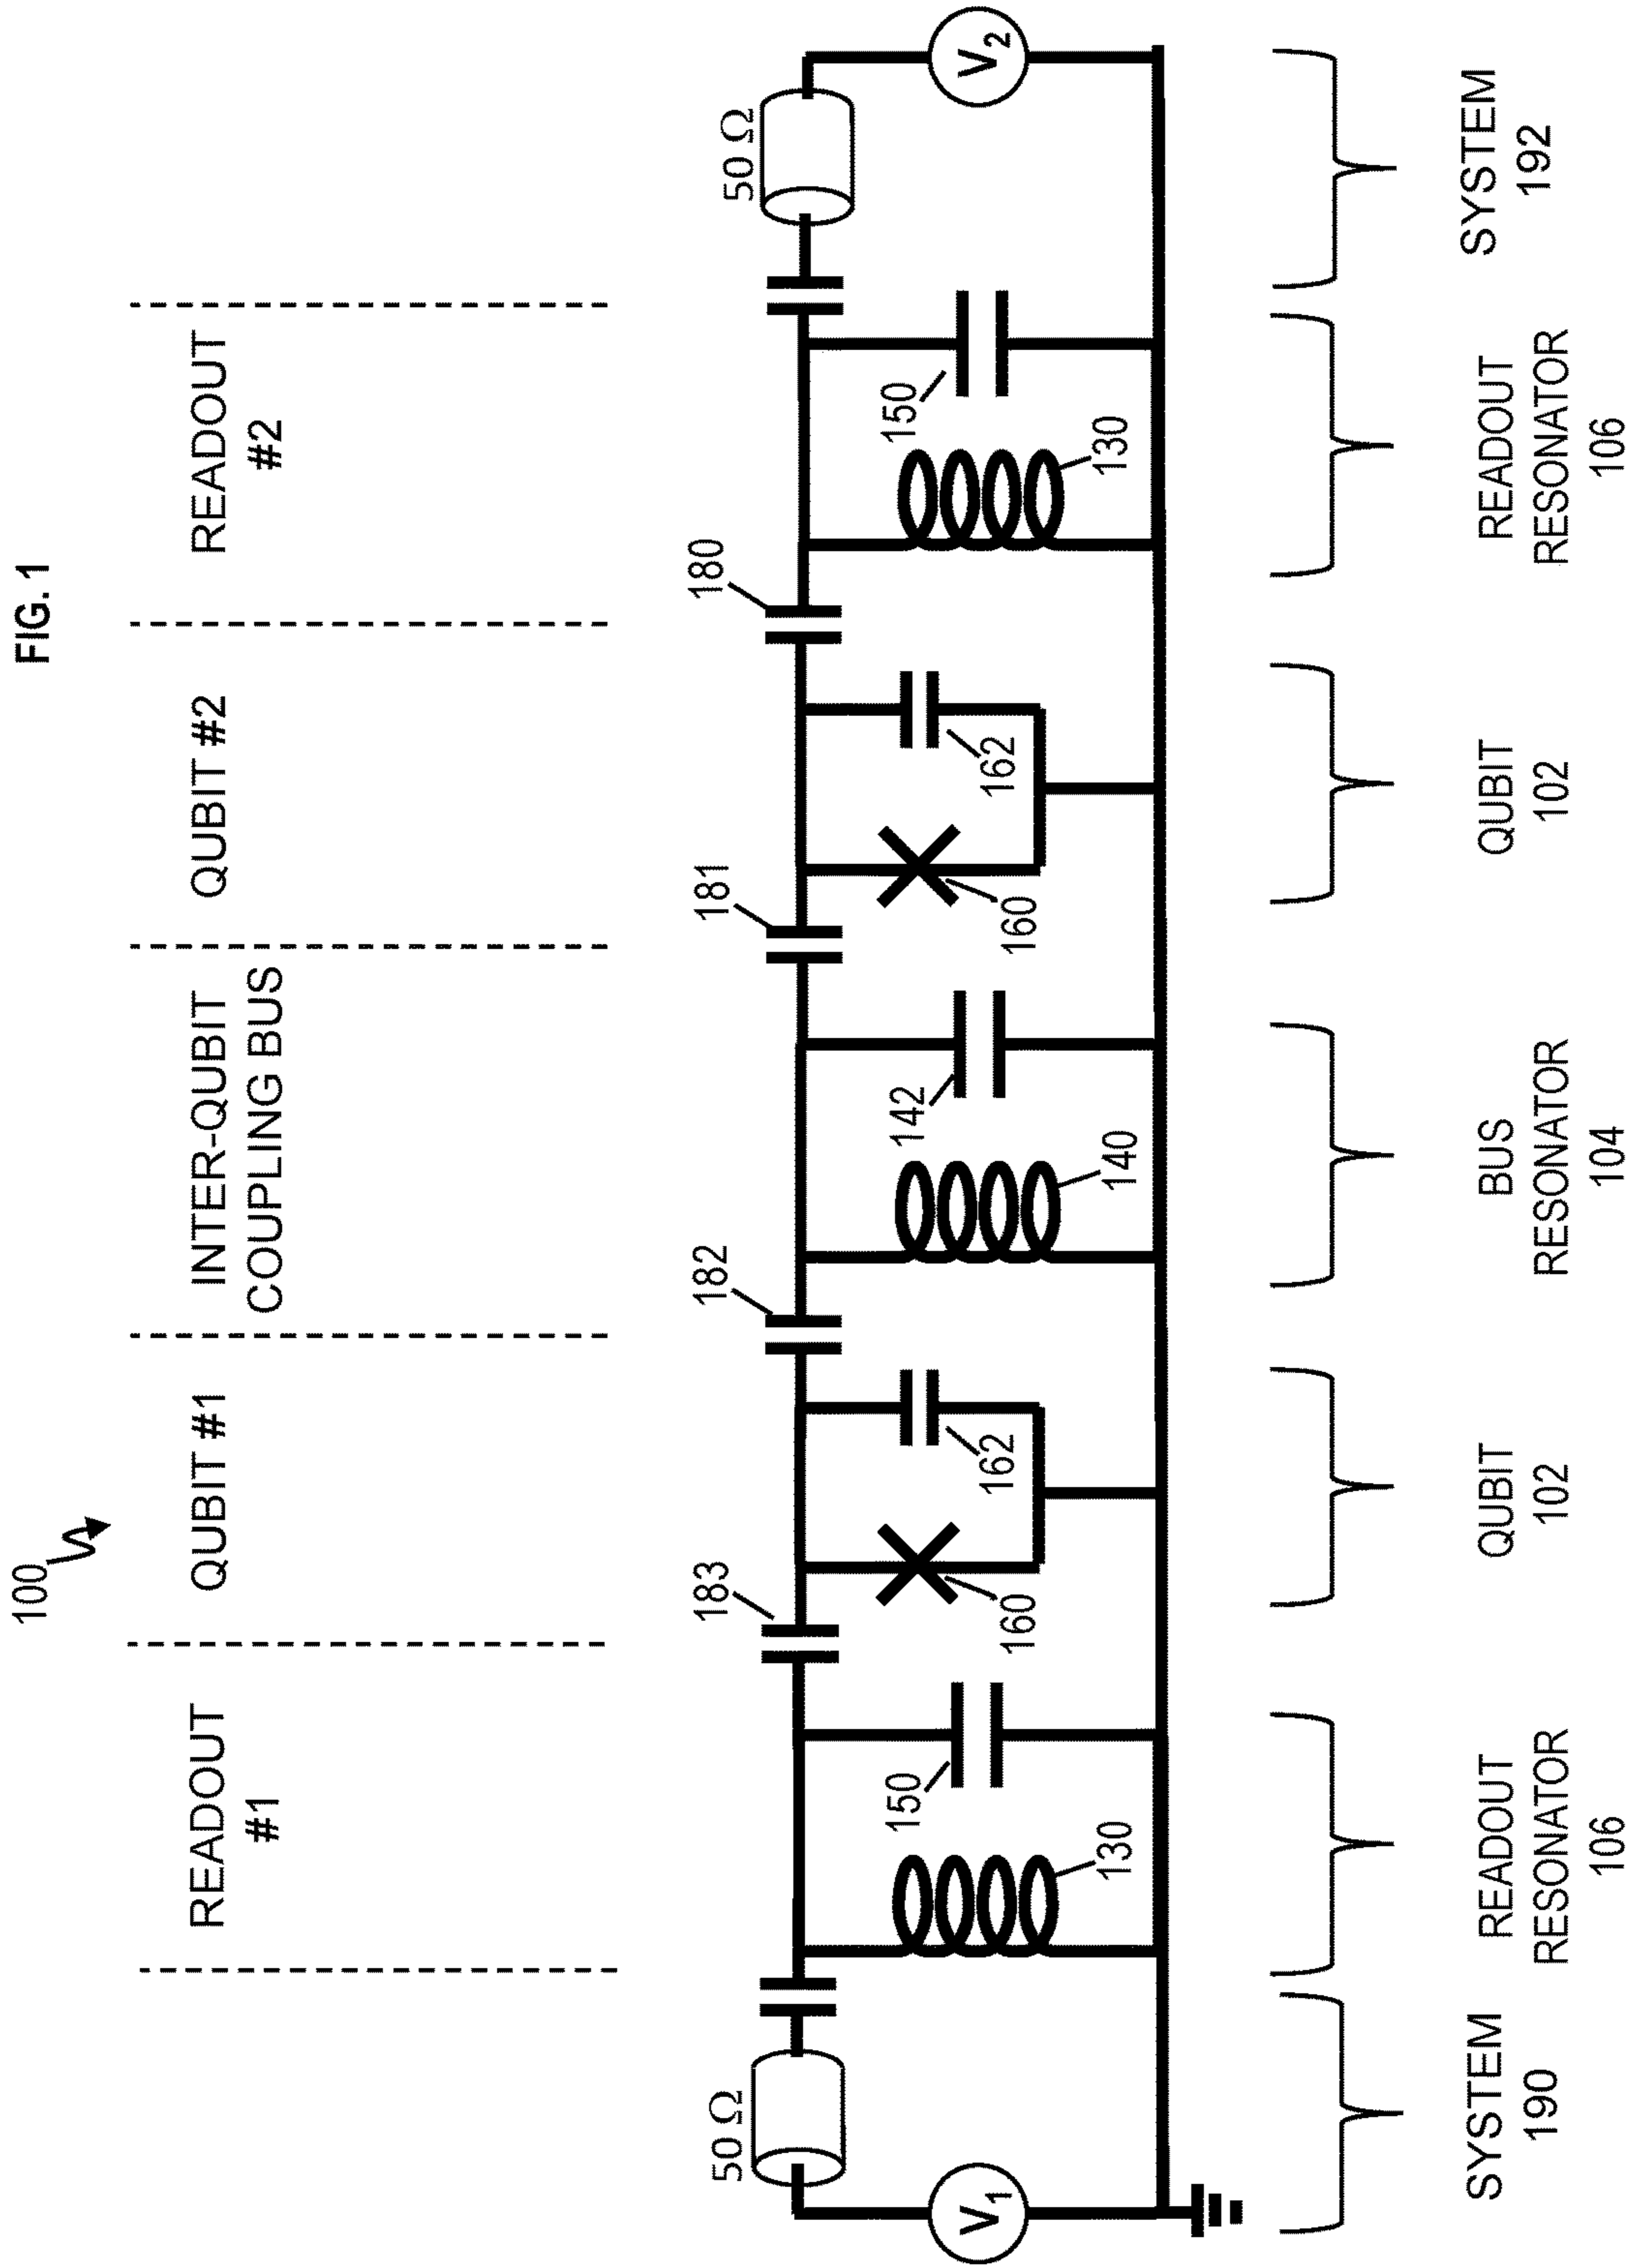 FIG. 1
100
READOUT
#1
QUBIT #1
INTER-QUBIT
COUPLING BUS
QUBIT #2
READOUT
#2
50 Ω
183
182
181
180
50 Ω
V1
150
130
160
162
142
140
160
162
150
130
V2
SYSTEM
190
READOUT
RESONATOR
106
QUBIT
102
BUS
RESONATOR
104
QUBIT
102
READOUT
RESONATOR
106
SYSTEM
192